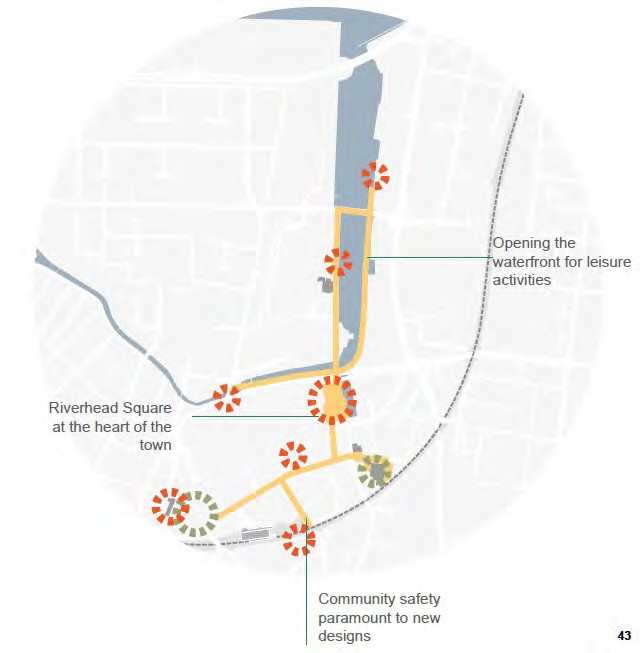 Opening the
waterfront for leisure
activities
Riverhead Square
at the heart of the
town
Community safety
paramount to new
designs
43